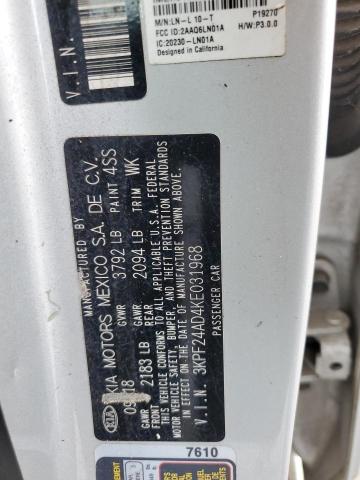 M/N:LN-L 10-T P19270
FCC ID:2AAQ6LN01A H/W:P3.0.0
IC:20230-LN01A
Designed in California
V.I.N
MANUFACTURED BY
KIA KIA MOTORS MEXICO S.A. DE C.V.
GVWR 3792 LB PAINT 4SS
GAWR FRONT 2183 LB GAWR REAR 2094 LB TRIM WK
THIS VEHICLE CONFORMS TO ALL APPLICABLE U.S.A. FEDERAL
MOTOR VEHICLE SAFETY, BUMPER, AND THEFT PREVENTION STANDARDS
IN EFFECT ON THE DATE OF MANUFACTURE SHOWN ABOVE.
V.I.N. 3KPF24AD4KE031968
PASSENGER CAR
7610